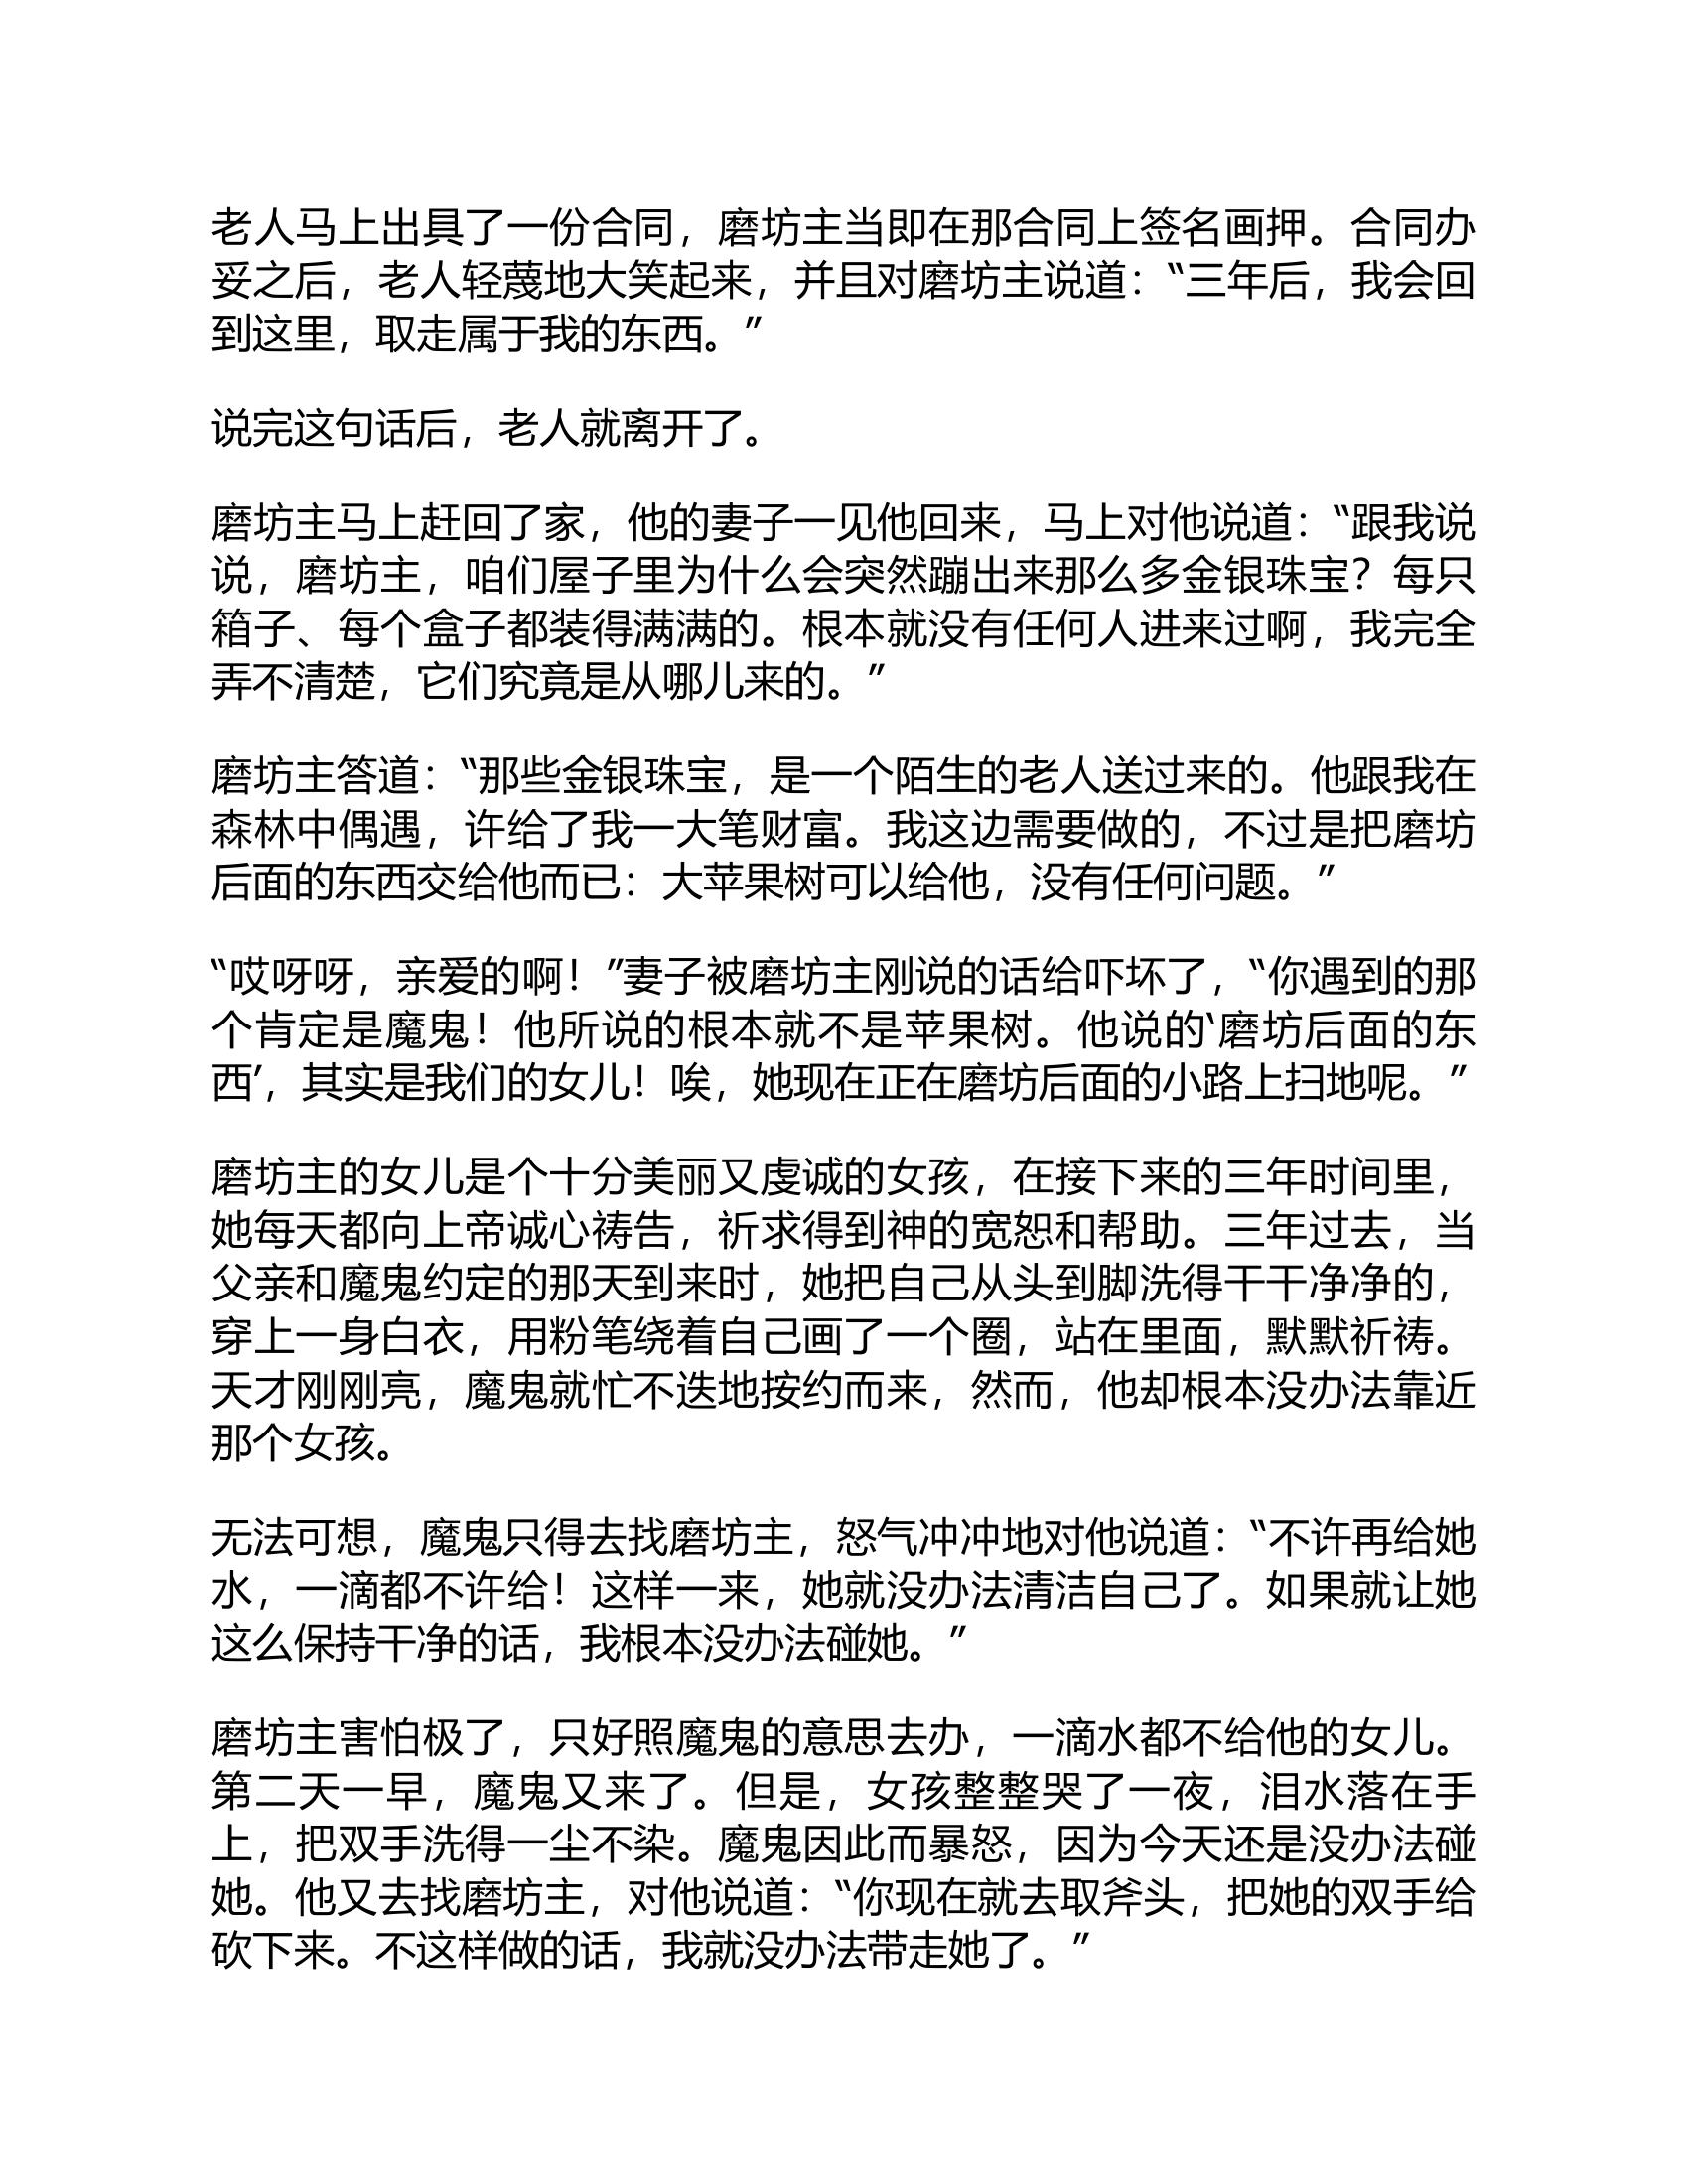 老人马上出具了一份合同，磨坊主当即在那合同上签名画押。合同办
妥之后，老人轻蔑地大笑起来，并且对磨坊主说道：“三年后，我会回
到这里，取走属于我的东西。”
说完这句话后，老人就离开了。
磨坊主马上赶回了家，他的妻子一见他回来，马上对他说道：“跟我说
说，磨坊主，咱们屋子里为什么会突然蹦出来那么多金银珠宝？每只
箱子、每个盒子都装得满满的。根本就没有任何人进来过啊，我完全
弄不清楚，它们究竟是从哪儿来的。”
磨坊主答道：“那些金银珠宝，是一个陌生的老人送过来的。他跟我在
森林中偶遇，许给了我一大笔财富。我这边需要做的，不过是把磨坊
后面的东西交给他而已：大苹果树可以给他，没有任何问题。”
“哎呀呀，亲爱的啊！”妻子被磨坊主刚说的话给吓坏了，“你遇到的那
个肯定是魔鬼！他所说的根本就不是苹果树。他说的‘磨坊后面的东
西’，其实是我们的女儿！唉，她现在正在磨坊后面的小路上扫地呢。”
磨坊主的女儿是个十分美丽又虔诚的女孩，在接下来的三年时间里，
她每天都向上帝诚心祷告，祈求得到神的宽恕和帮助。三年过去，当
父亲和魔鬼约定的那天到来时，她把自己从头到脚洗得干干净净的，
穿上一身白衣，用粉笔绕着自己画了一个圈，站在里面，默默祈祷。
天才刚刚亮，魔鬼就忙不迭地按约而来，然而，他却根本没办法靠近
那个女孩。
无法可想，魔鬼只得去找磨坊主，怒气冲冲地对他说道：“不许再给她
水，一滴都不许给！这样一来，她就没办法清洁自己了。如果就让她
这么保持干净的话，我根本没办法碰她。”
磨坊主害怕极了，只好照魔鬼的意思去办，一滴水都不给他的女儿。
第二天一早，魔鬼又来了。但是，女孩整整哭了一夜，泪水落在手
上，把双手洗得一尘不染。魔鬼因此而暴怒，因为今天还是没办法碰
她。他又去找磨坊主，对他说道：“你现在就去取斧头，把她的双手给
砍下来。不这样做的话，我就没办法带走她了。”